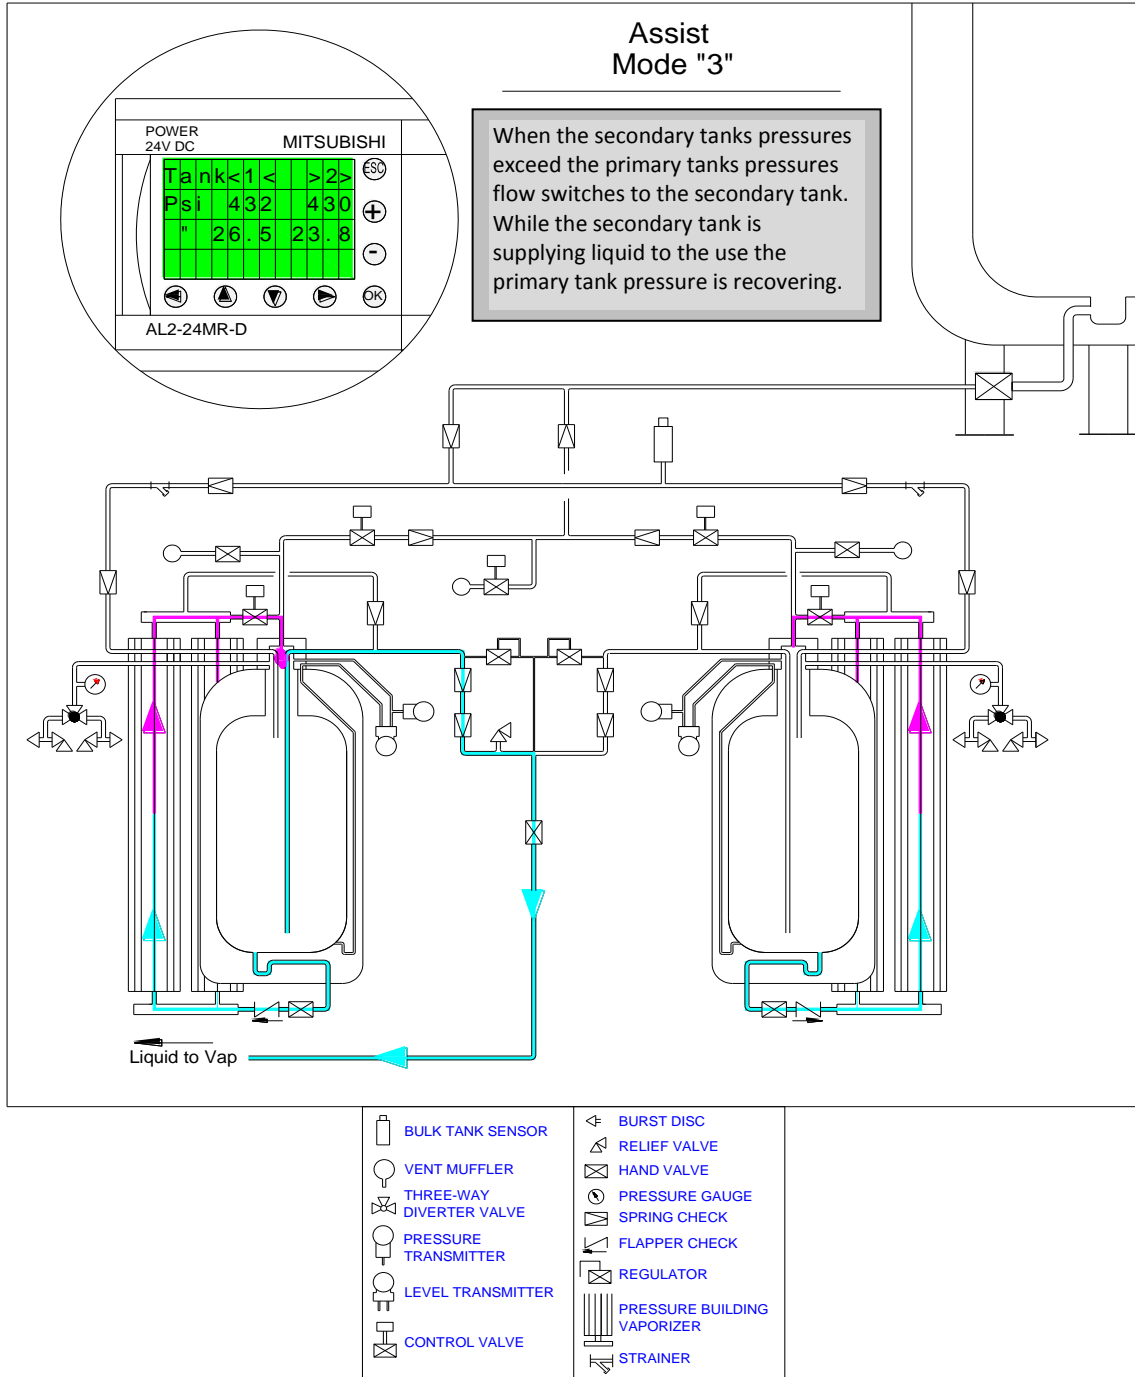 Assist
Mode "3"
POWER
24V DC
MITSUBISHI
Tank<1< >2>
Psi 432 430
" 26.5 23.8
ESC
+
-
OK
AL2-24MR-D
When the secondary tanks pressures
exceed the primary tanks pressures
flow switches to the secondary tank.
While the secondary tank is
supplying liquid to the use the
primary tank pressure is recovering.
Liquid to Vap
BULK TANK SENSOR
VENT MUFFLER
THREE-WAY
DIVERTER VALVE
PRESSURE
TRANSMITTER
LEVEL TRANSMITTER
CONTROL VALVE
BURST DISC
RELIEF VALVE
HAND VALVE
PRESSURE GAUGE
SPRING CHECK
FLAPPER CHECK
REGULATOR
PRESSURE BUILDING
VAPORIZER
STRAINER